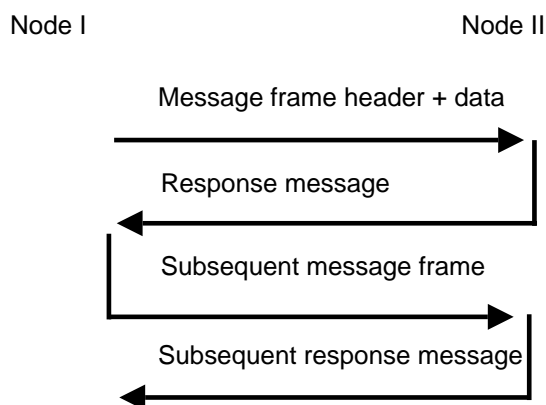 Node I
Node II
Message frame header + data
Response message
Subsequent message frame
Subsequent response message